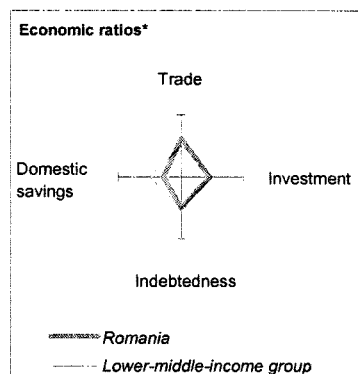 Economic ratios*
Trade
Domestic
savings
Investment
Indebtedness
Romania
Lower-middle-income group